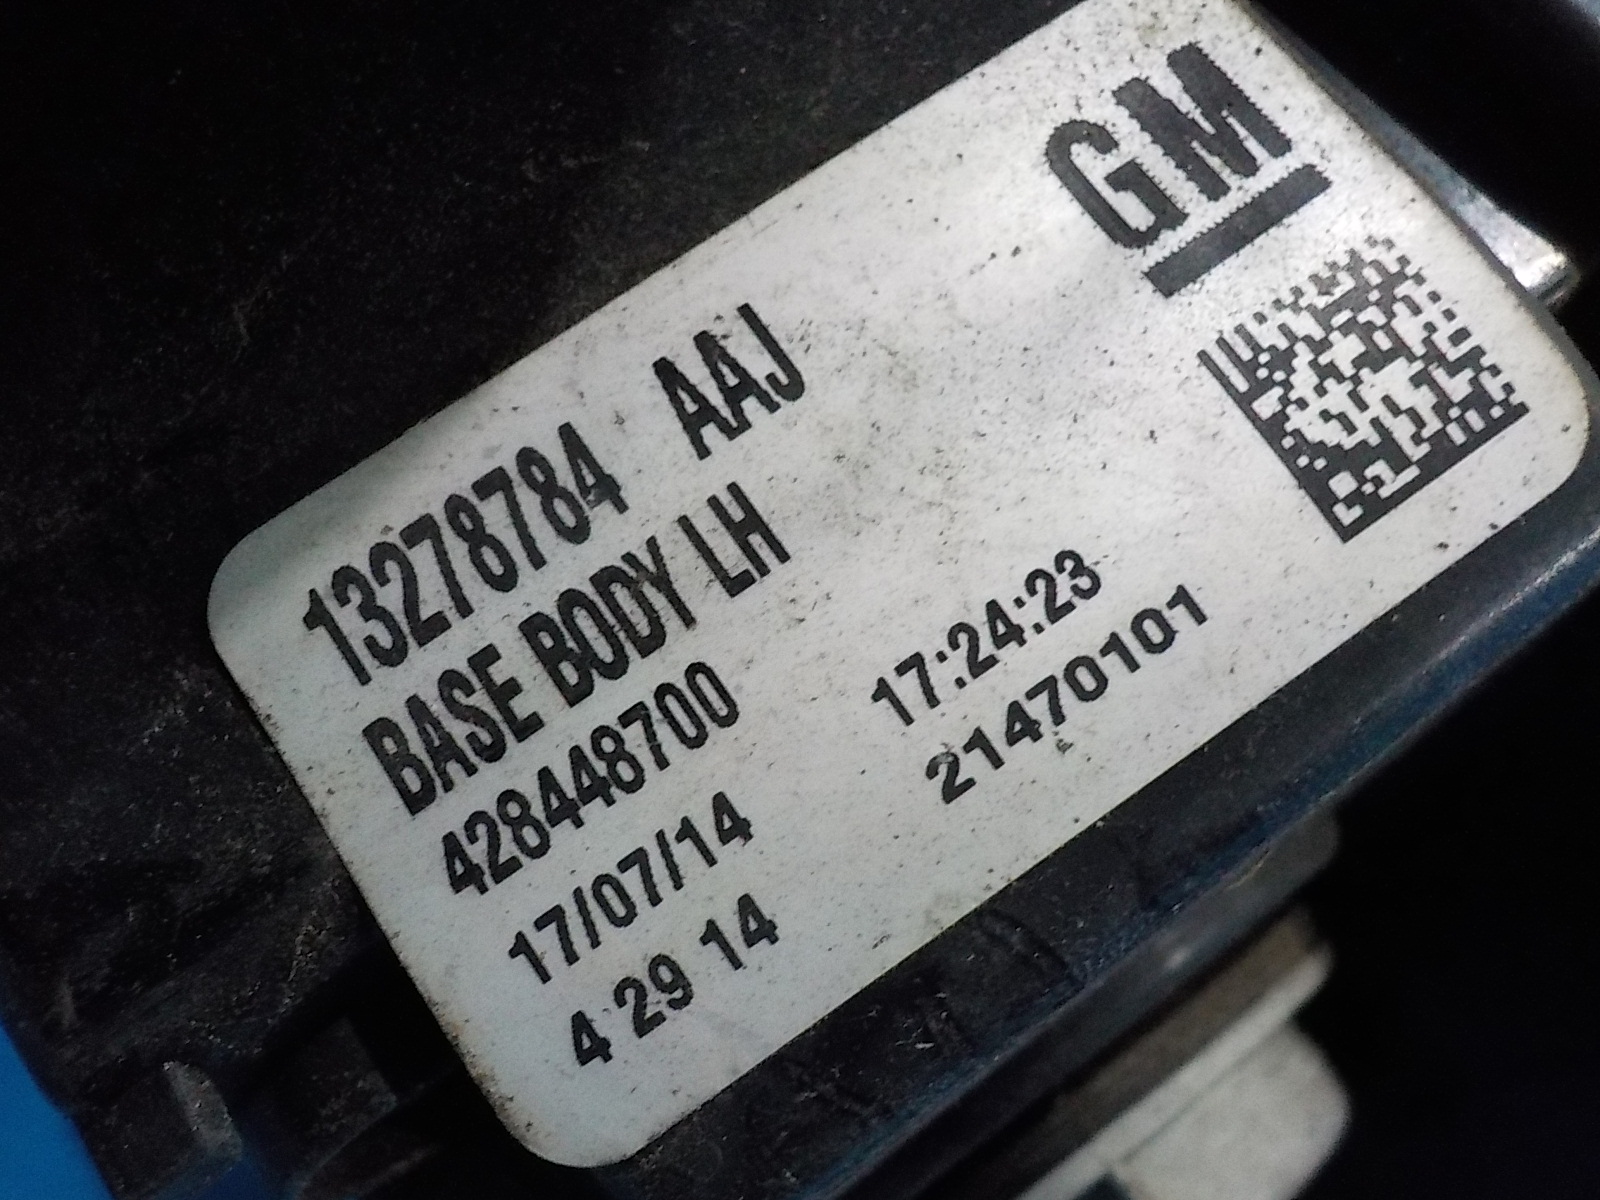 GM
13278784 AAJ
BASE BODY LH
428448700
17/07/14 17:24:23
4 29 14 21470101